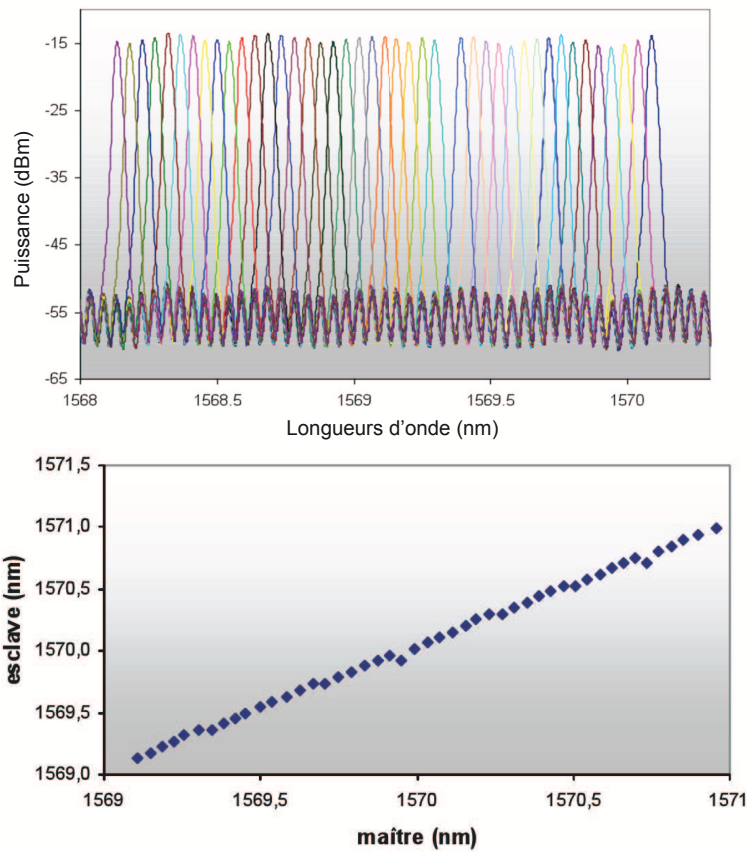 -15
-25
-35
-45
-55
-65
Puissance (dBm)
1568 1568.5 1569 1569.5 1570
Longueurs d'onde (nm)
1571,5
1571,0
1570,5
1570,0
1569,5
1569,0
esclave (nm)
1569 1569,5 1570 1570,5 1571
maître (nm)